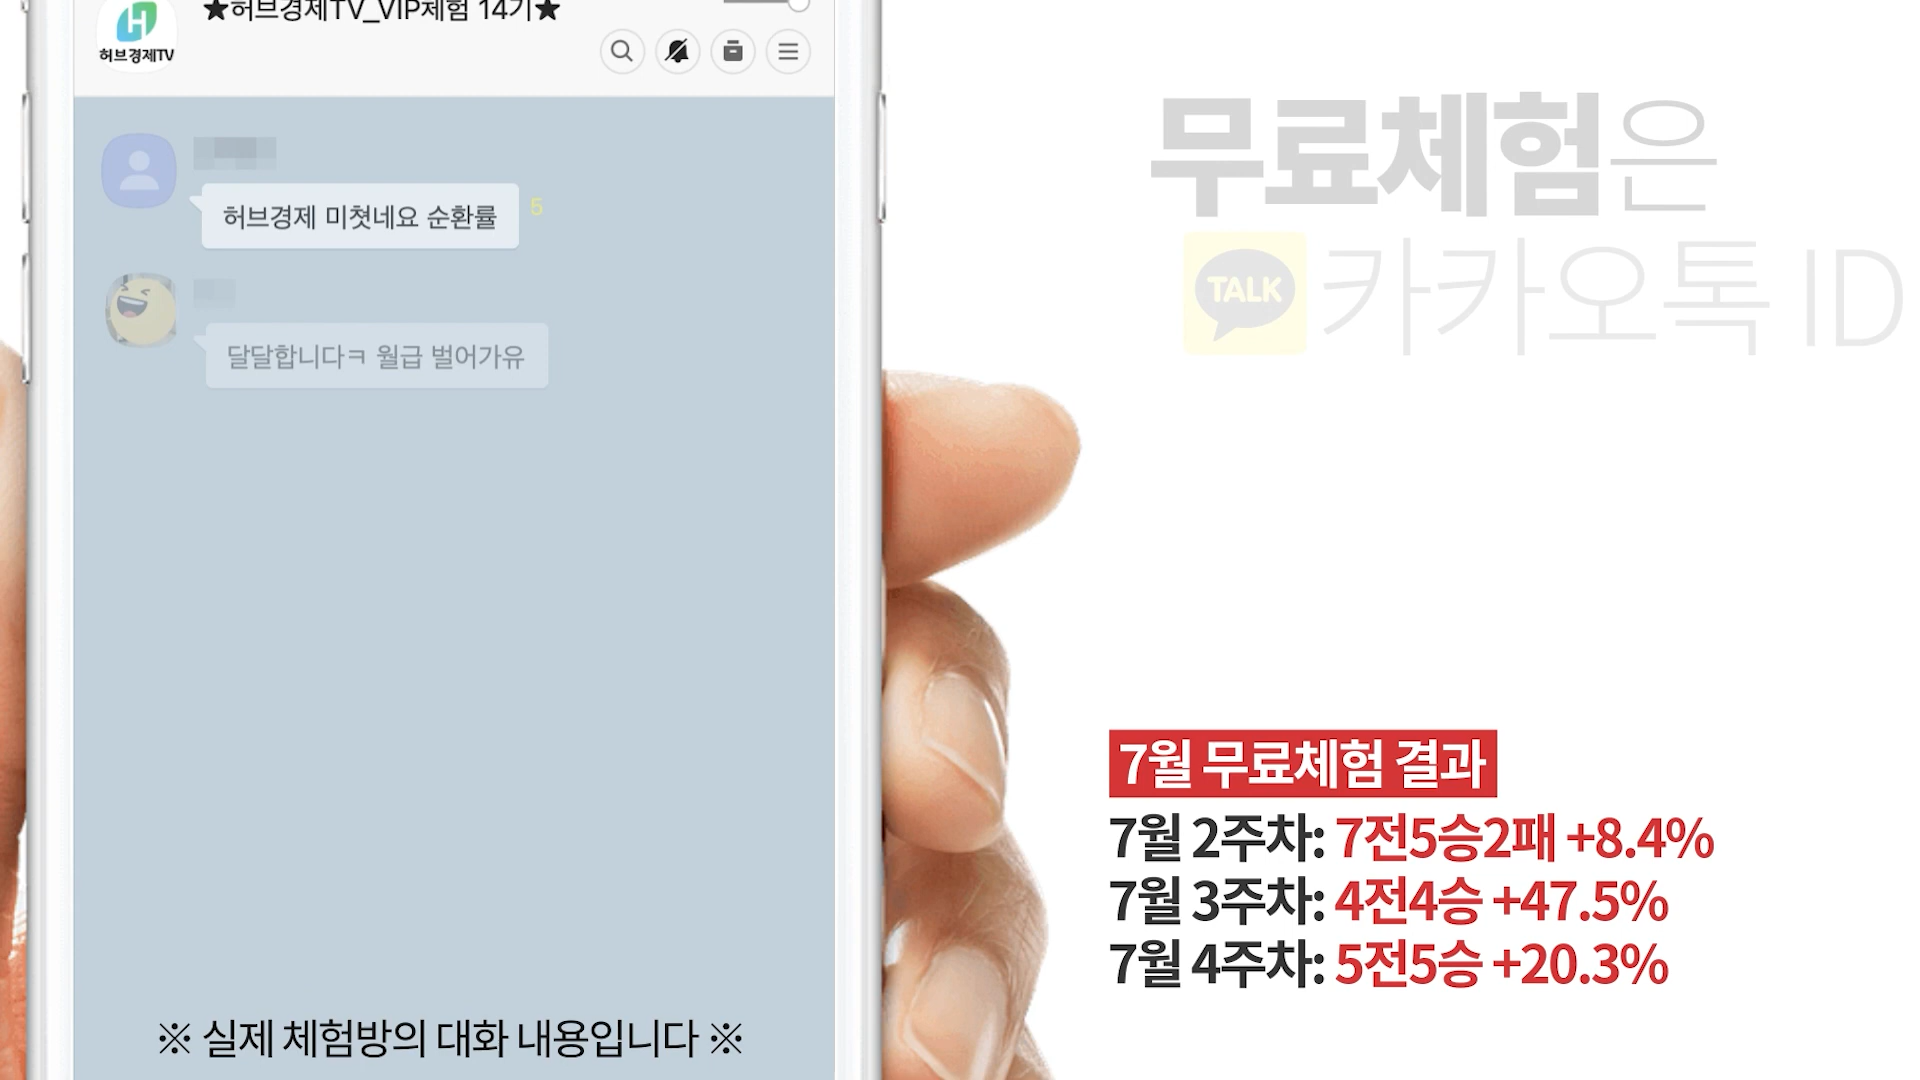 ★허브경제TV_VIP체험 14기★
허브경제TV
허브경제 미쳣네요 순환률
5
달달합니다ㅋ 월급 벌어가유
※ 실제 체험방의 대화 내용입니다 ※
무료체험은
TALK
카카오톡 ID
7월 무료체험 결과
7월 2주차: 7전5승2패 +8.4%
7월 3주차: 4전4승 +47.5%
7월 4주차: 5전5승 +20.3%